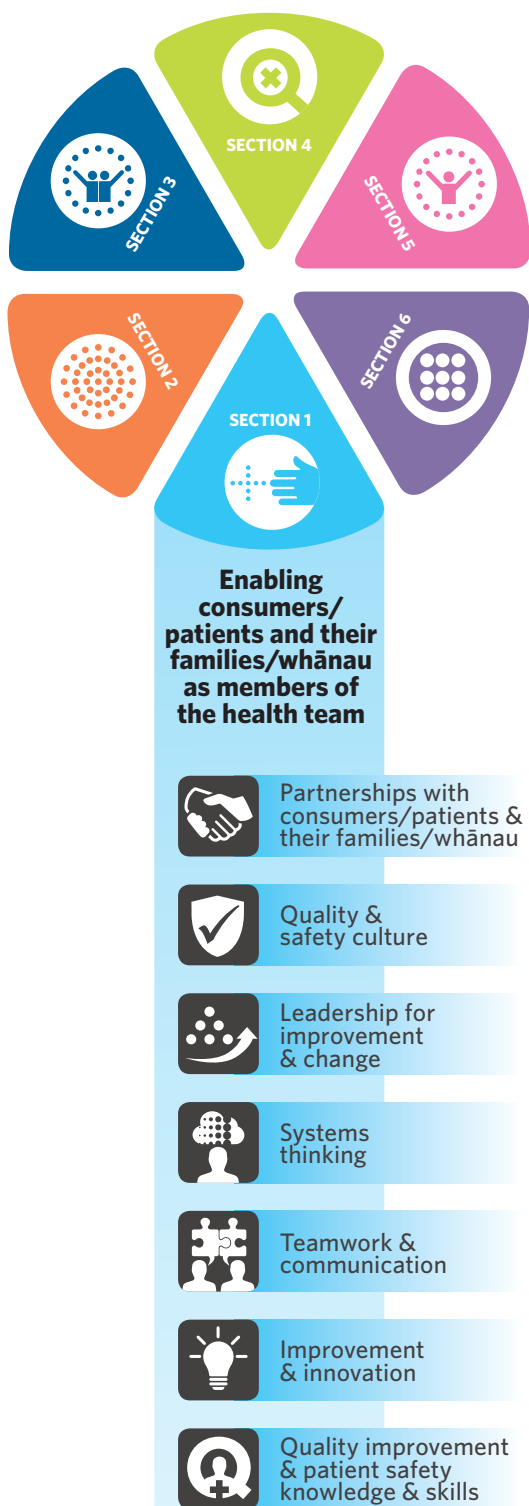 SECTION 4
SECTION 3
SECTION 5
SECTION 2
SECTION 6
SECTION 1
Enabling
consumers/
patients and their
families/whānau
as members of
the health team
Partnerships with
consumers/patients &
their families/whānau
Quality &
safety culture
Leadership for
improvement
& change
Systems
thinking
Teamwork &
communication
Improvement
& innovation
Quality improvement
& patient safety
knowledge & skills